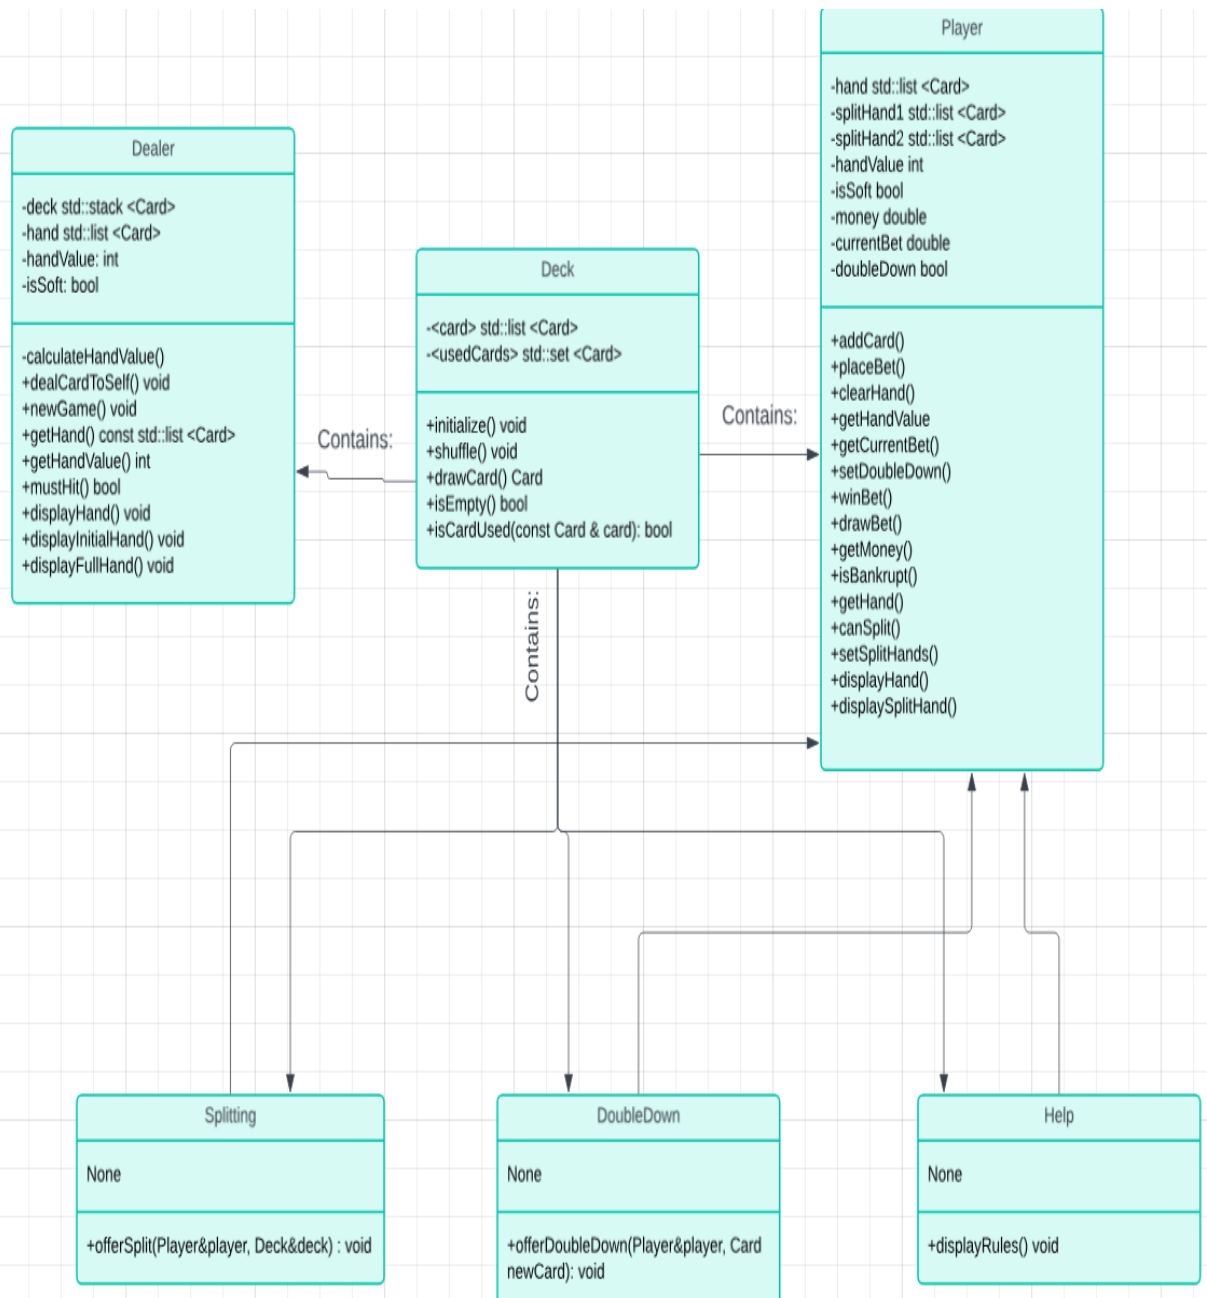 Player
-hand std::list <Card>
-splitHand1 std::list <Card>
-splitHand2 std::list <Card>
-handValue int
-isSoft bool
-money double
-currentBet double
-doubleDown bool
+addCard()
+placeBet()
+clearHand()
+getHandValue
+getCurrentBet()
+setDoubleDown()
+winBet()
+drawBet()
+getMoney()
+isBankrupt()
+getHand()
+canSplit()
+setSplitHands()
+displayHand()
+displaySplitHand()
Dealer
-deck std::stack <Card>
-hand std::list <Card>
-handValue: int
-isSoft: bool
-calculateHandValue()
+dealCardToSelf() void
+newGame() void
+getHand() const std::list <Card>
+getHandValue() int
+mustHit() bool
+displayHand() void
+displayInitialHand() void
+displayFullHand() void
Contains:
Deck
-<card> std::list <Card>
-<usedCards> std::set <Card>
+initialize() void
+shuffle() void
+drawCard() Card
+isEmpty() bool
+isCardUsed(const Card & card): bool
Contains:
Contains:
Splitting
None
+offerSplit(Player&player, Deck&deck) : void
DoubleDown
None
+offerDoubleDown(Player&player, Card
newCard): void
Help
None
+displayRules() void